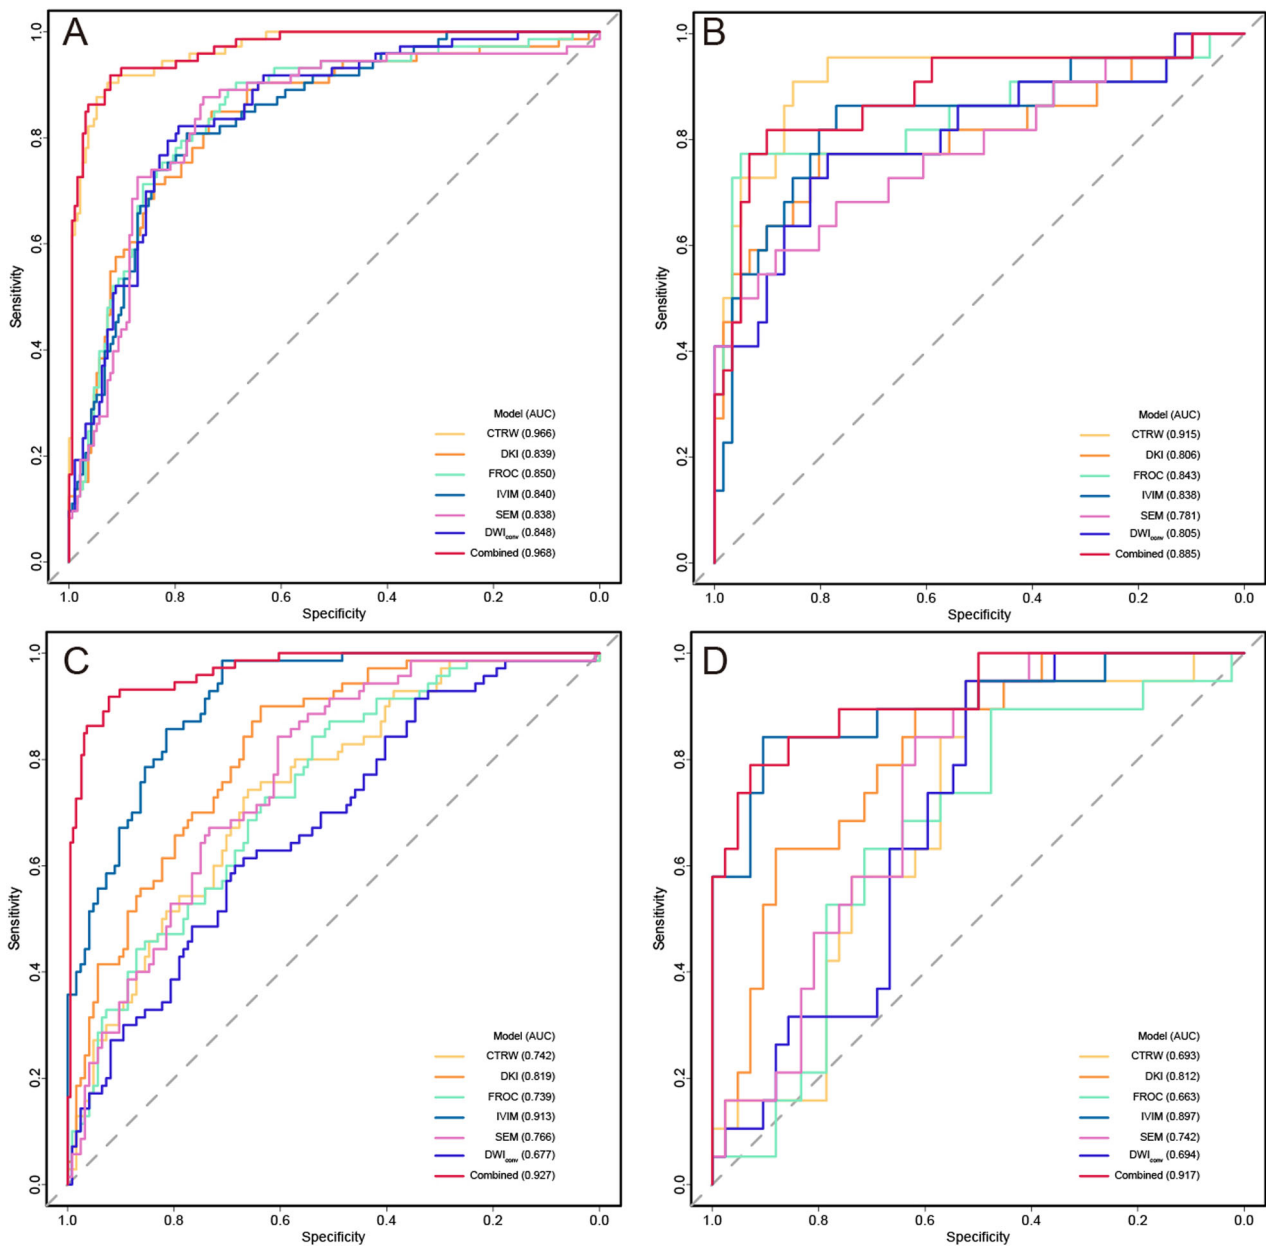 A
Sensitivity
1.0
0.8
0.6
0.4
0.2
0.0
Model (AUC)
CTRW (0.966)
DKI (0.839)
FROC (0.850)
IVIM (0.840)
SEM (0.838)
DWIconv (0.848)
Combined (0.968)
1.0 0.8 0.6 0.4 0.2 0.0
Specificity
B
Sensitivity
1.0
0.8
0.6
0.4
0.2
0.0
Model (AUC)
CTRW (0.915)
DKI (0.806)
FROC (0.843)
IVIM (0.838)
SEM (0.781)
DWIconv (0.805)
Combined (0.885)
1.0 0.8 0.6 0.4 0.2 0.0
Specificity
C
Sensitivity
1.0
0.8
0.6
0.4
0.2
0.0
Model (AUC)
CTRW (0.742)
DKI (0.819)
FROC (0.739)
IVIM (0.913)
SEM (0.766)
DWIconv (0.677)
Combined (0.927)
1.0 0.8 0.6 0.4 0.2 0.0
Specificity
D
Sensitivity
1.0
0.8
0.6
0.4
0.2
0.0
Model (AUC)
CTRW (0.693)
DKI (0.812)
FROC (0.663)
IVIM (0.897)
SEM (0.742)
DWIconv (0.694)
Combined (0.917)
1.0 0.8 0.6 0.4 0.2 0.0
Specificity